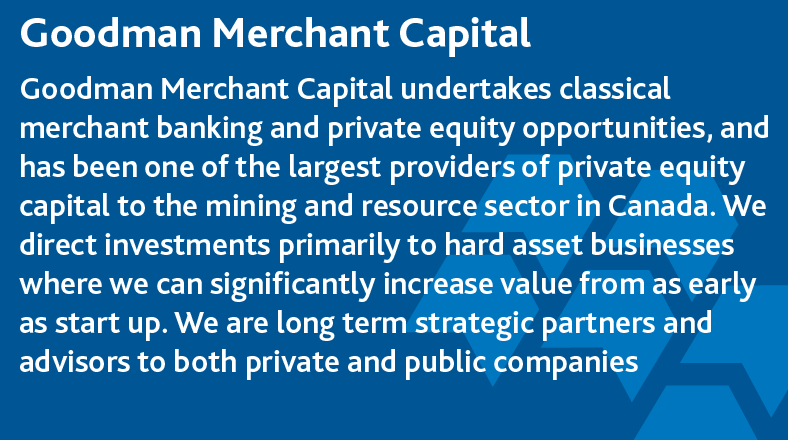 Goodman Merchant Capital
Goodman Merchant Capital undertakes classical
merchant banking and private equity opportunities, and
has been one of the largest providers of private equity
capital to the mining and resource sector in Canada. We
direct investments primarily to hard asset businesses
where we can significantly increase value from as early
as start up. We are long term strategic partners and
advisors to both private and public companies